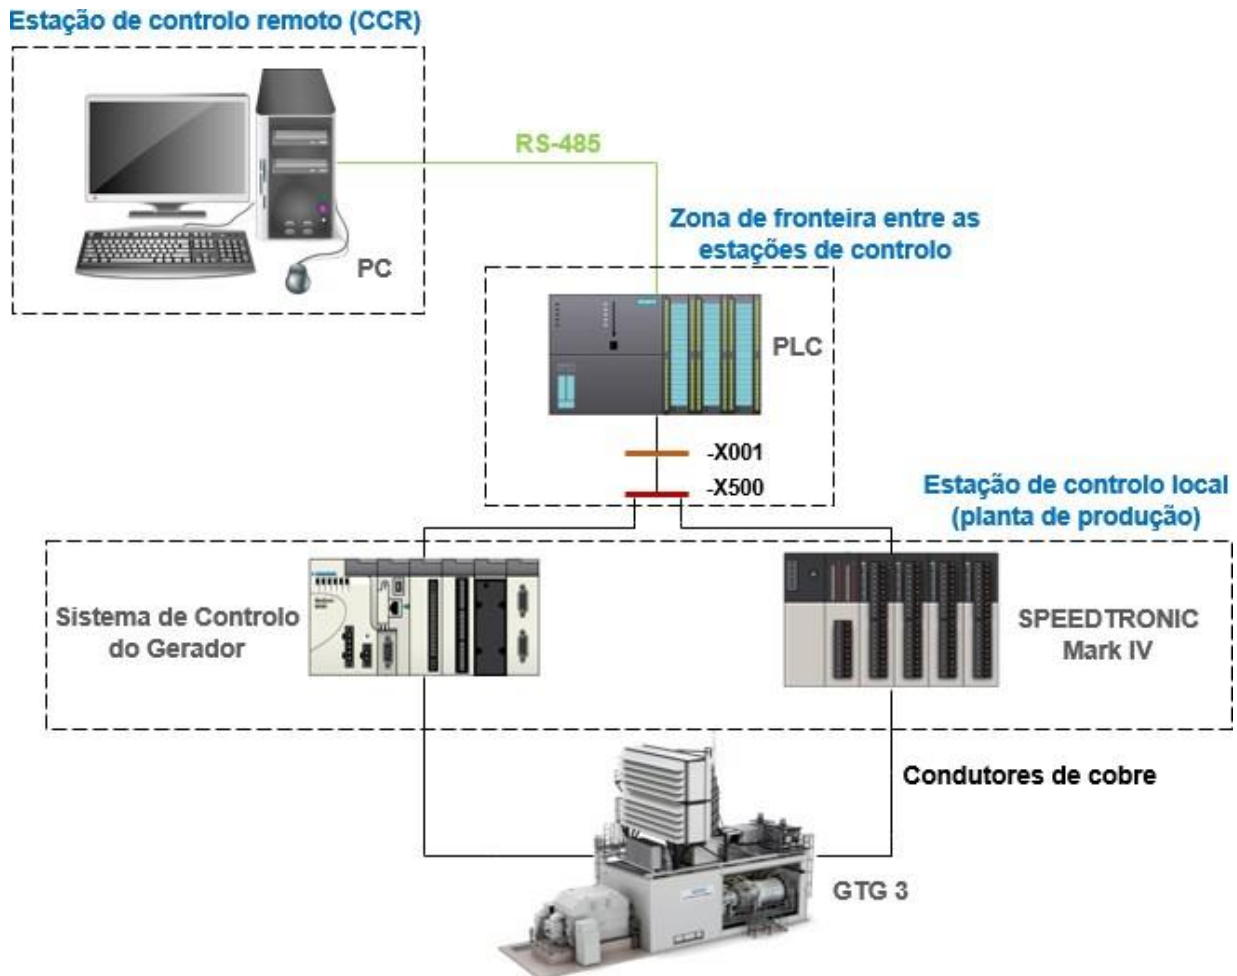 Estação de controlo remoto (CCR)
RS-485
PC
Zona de fronteira entre as
estações de controlo
PLC
-X001
-X500
Estação de controlo local
(planta de produção)
Sistema de Controlo
do Gerador
SPEEDTRONIC
Mark IV
Condutores de cobre
GTG 3